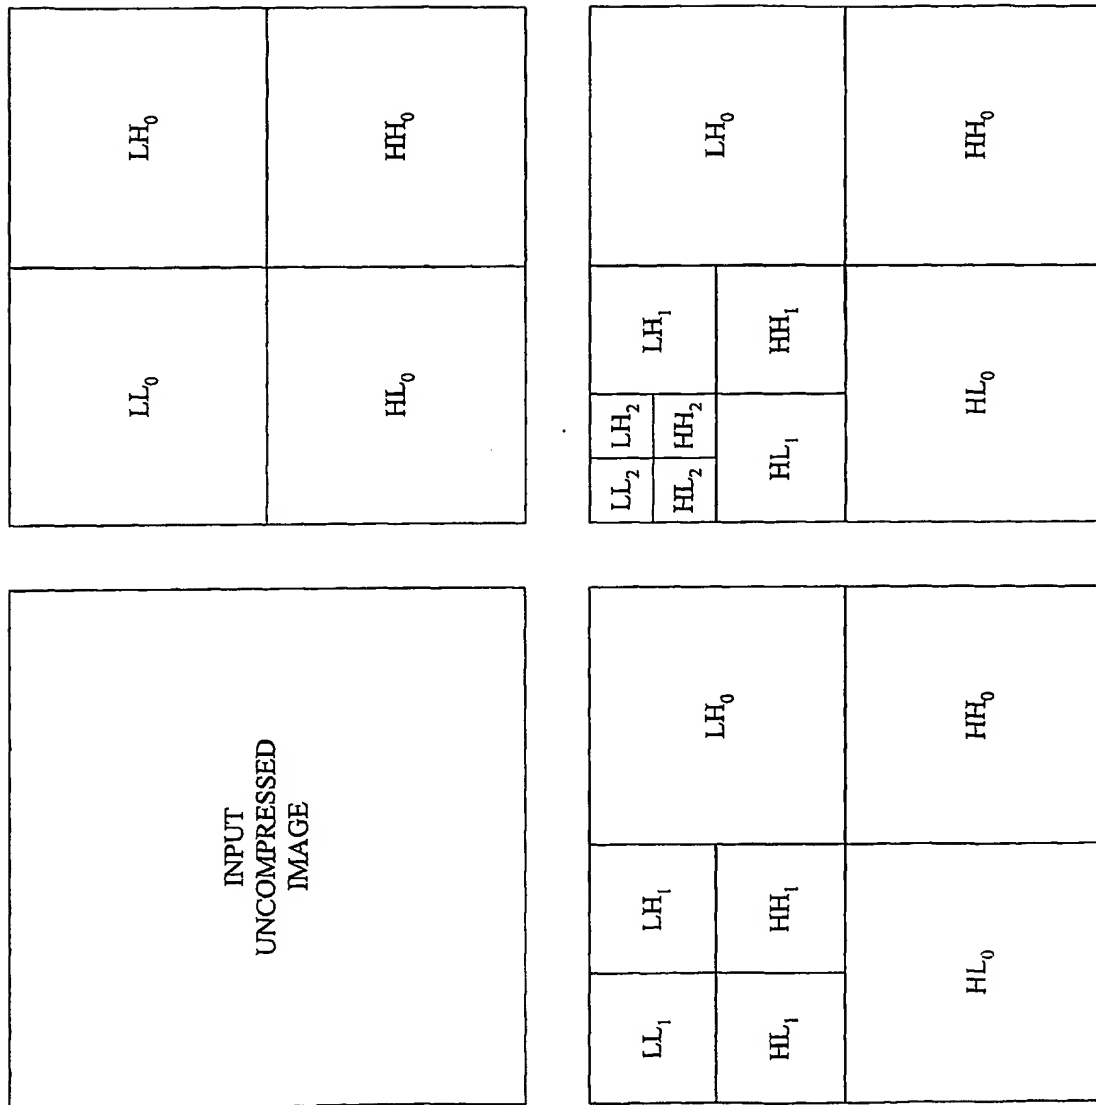 INPUT
UNCOMPRESSED
IMAGE
LL₀ LH₀
HL₀ HH₀
LL₁ LH₁
LH₀
HL₁ HH₁
HL₀ HH₀
LL₂ LH₂
LH₁
HL₂ HH₂
LH₀
HL₁ HH₁
HL₀ HH₀